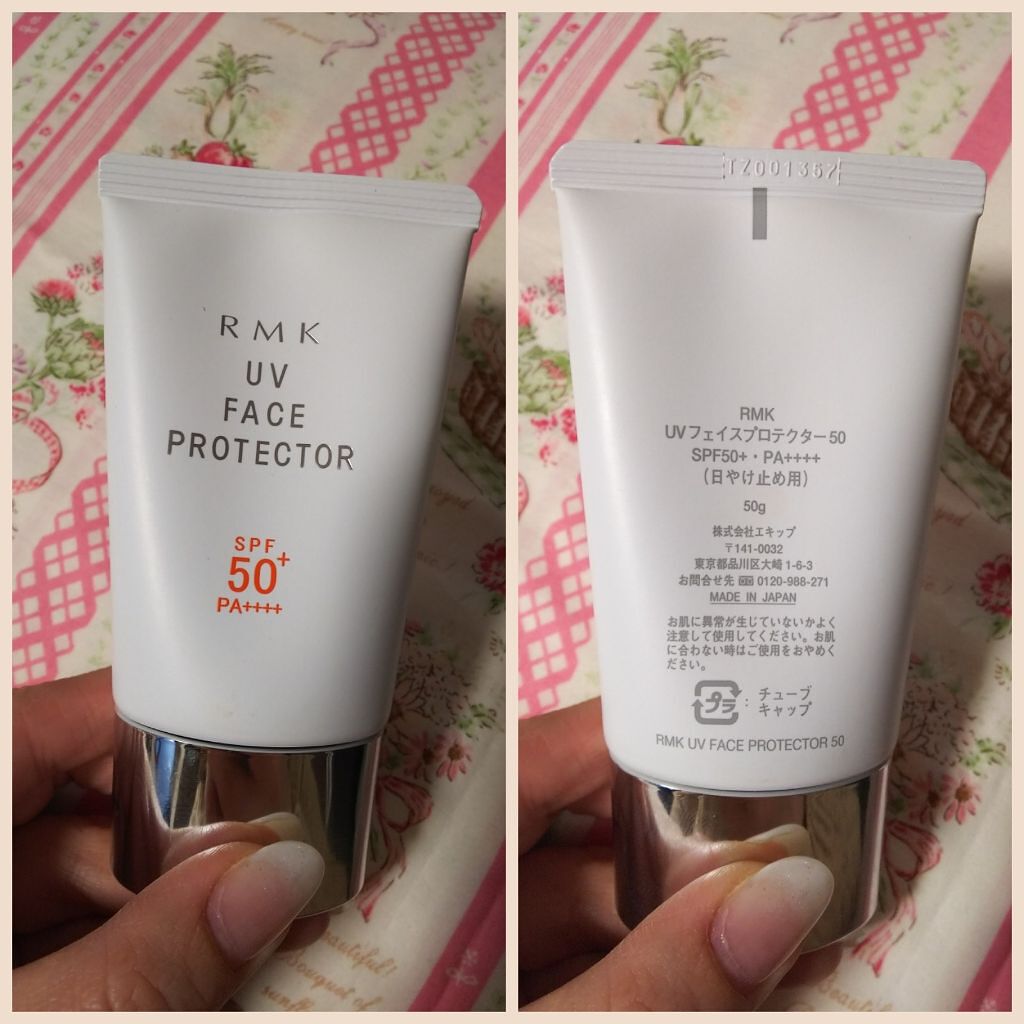 RMK
UV
FACE
PROTECTOR
SPF
50+
PA++++
TZ001367
RMK
UVフェイスプロテクター50
SPF50+・PA++++
(日やけ止め用)
50g
株式会社エキップ
〒141-0032
東京都品川区大崎1-6-3
お問合せ先 0120-988-271
MADE IN JAPAN
お肌に異常が生じていないかよく
注意して使用してください。お肌
に合わない時はご使用をおやめく
ださい。
プラ : チューブ
キャップ
RMK UV FACE PROTECTOR 50
beautiful!
Bouquet of
sunfl